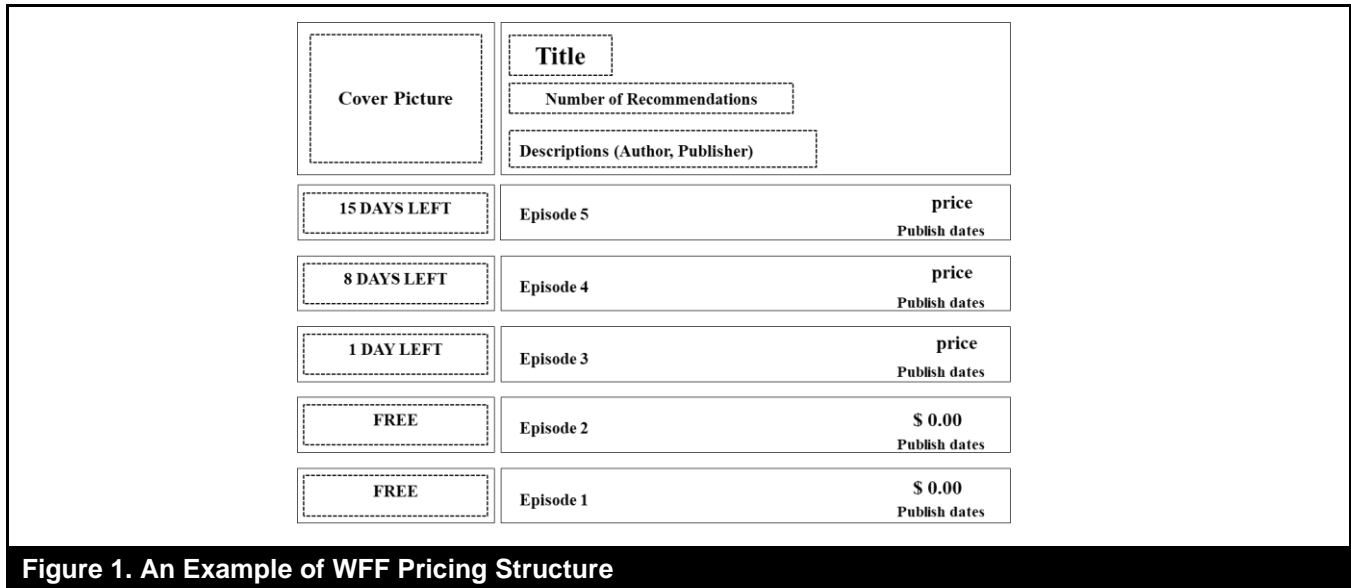 Cover Picture
Title
Number of Recommendations
Descriptions (Author, Publisher)
15 DAYS LEFT
Episode 5
price
Publish dates
8 DAYS LEFT
Episode 4
price
Publish dates
1 DAY LEFT
Episode 3
price
Publish dates
FREE
Episode 2
$ 0.00
Publish dates
FREE
Episode 1
$ 0.00
Publish dates
Figure 1. An Example of WFF Pricing Structure